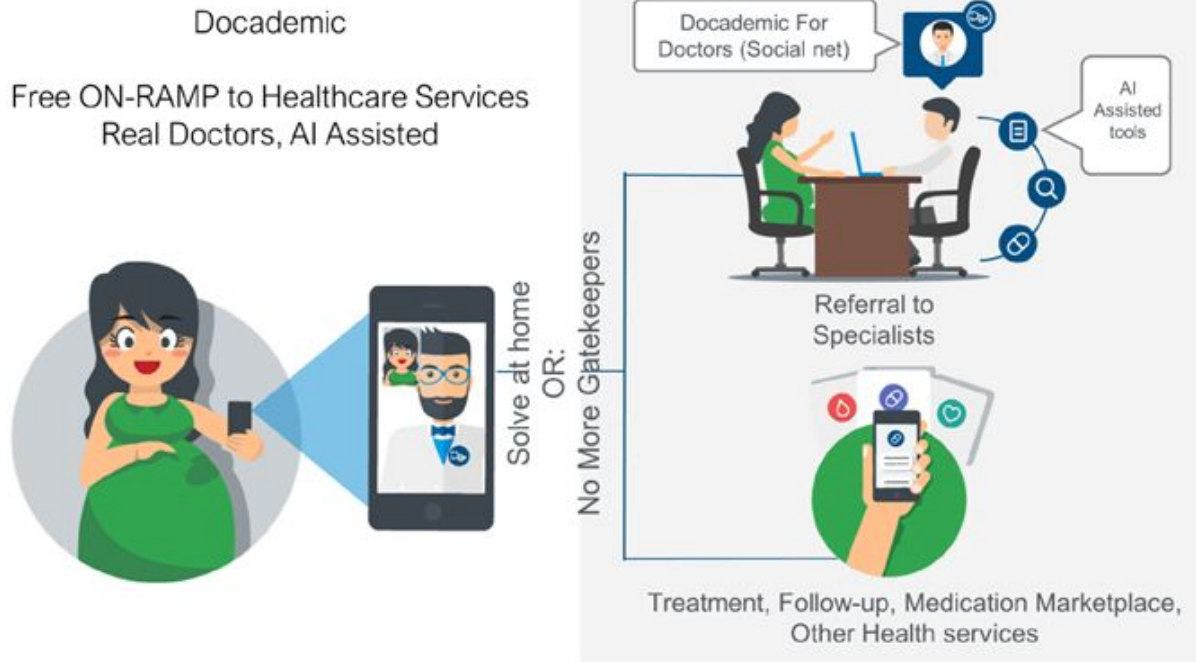 Docademic
Free ON-RAMP to Healthcare Services
Real Doctors, AI Assisted
Solve at home
OR:
No More Gatekeepers
Docademic For
Doctors (Social net)
AI
Assisted
tools
Referral to
Specialists
Treatment, Follow-up, Medication Marketplace,
Other Health services